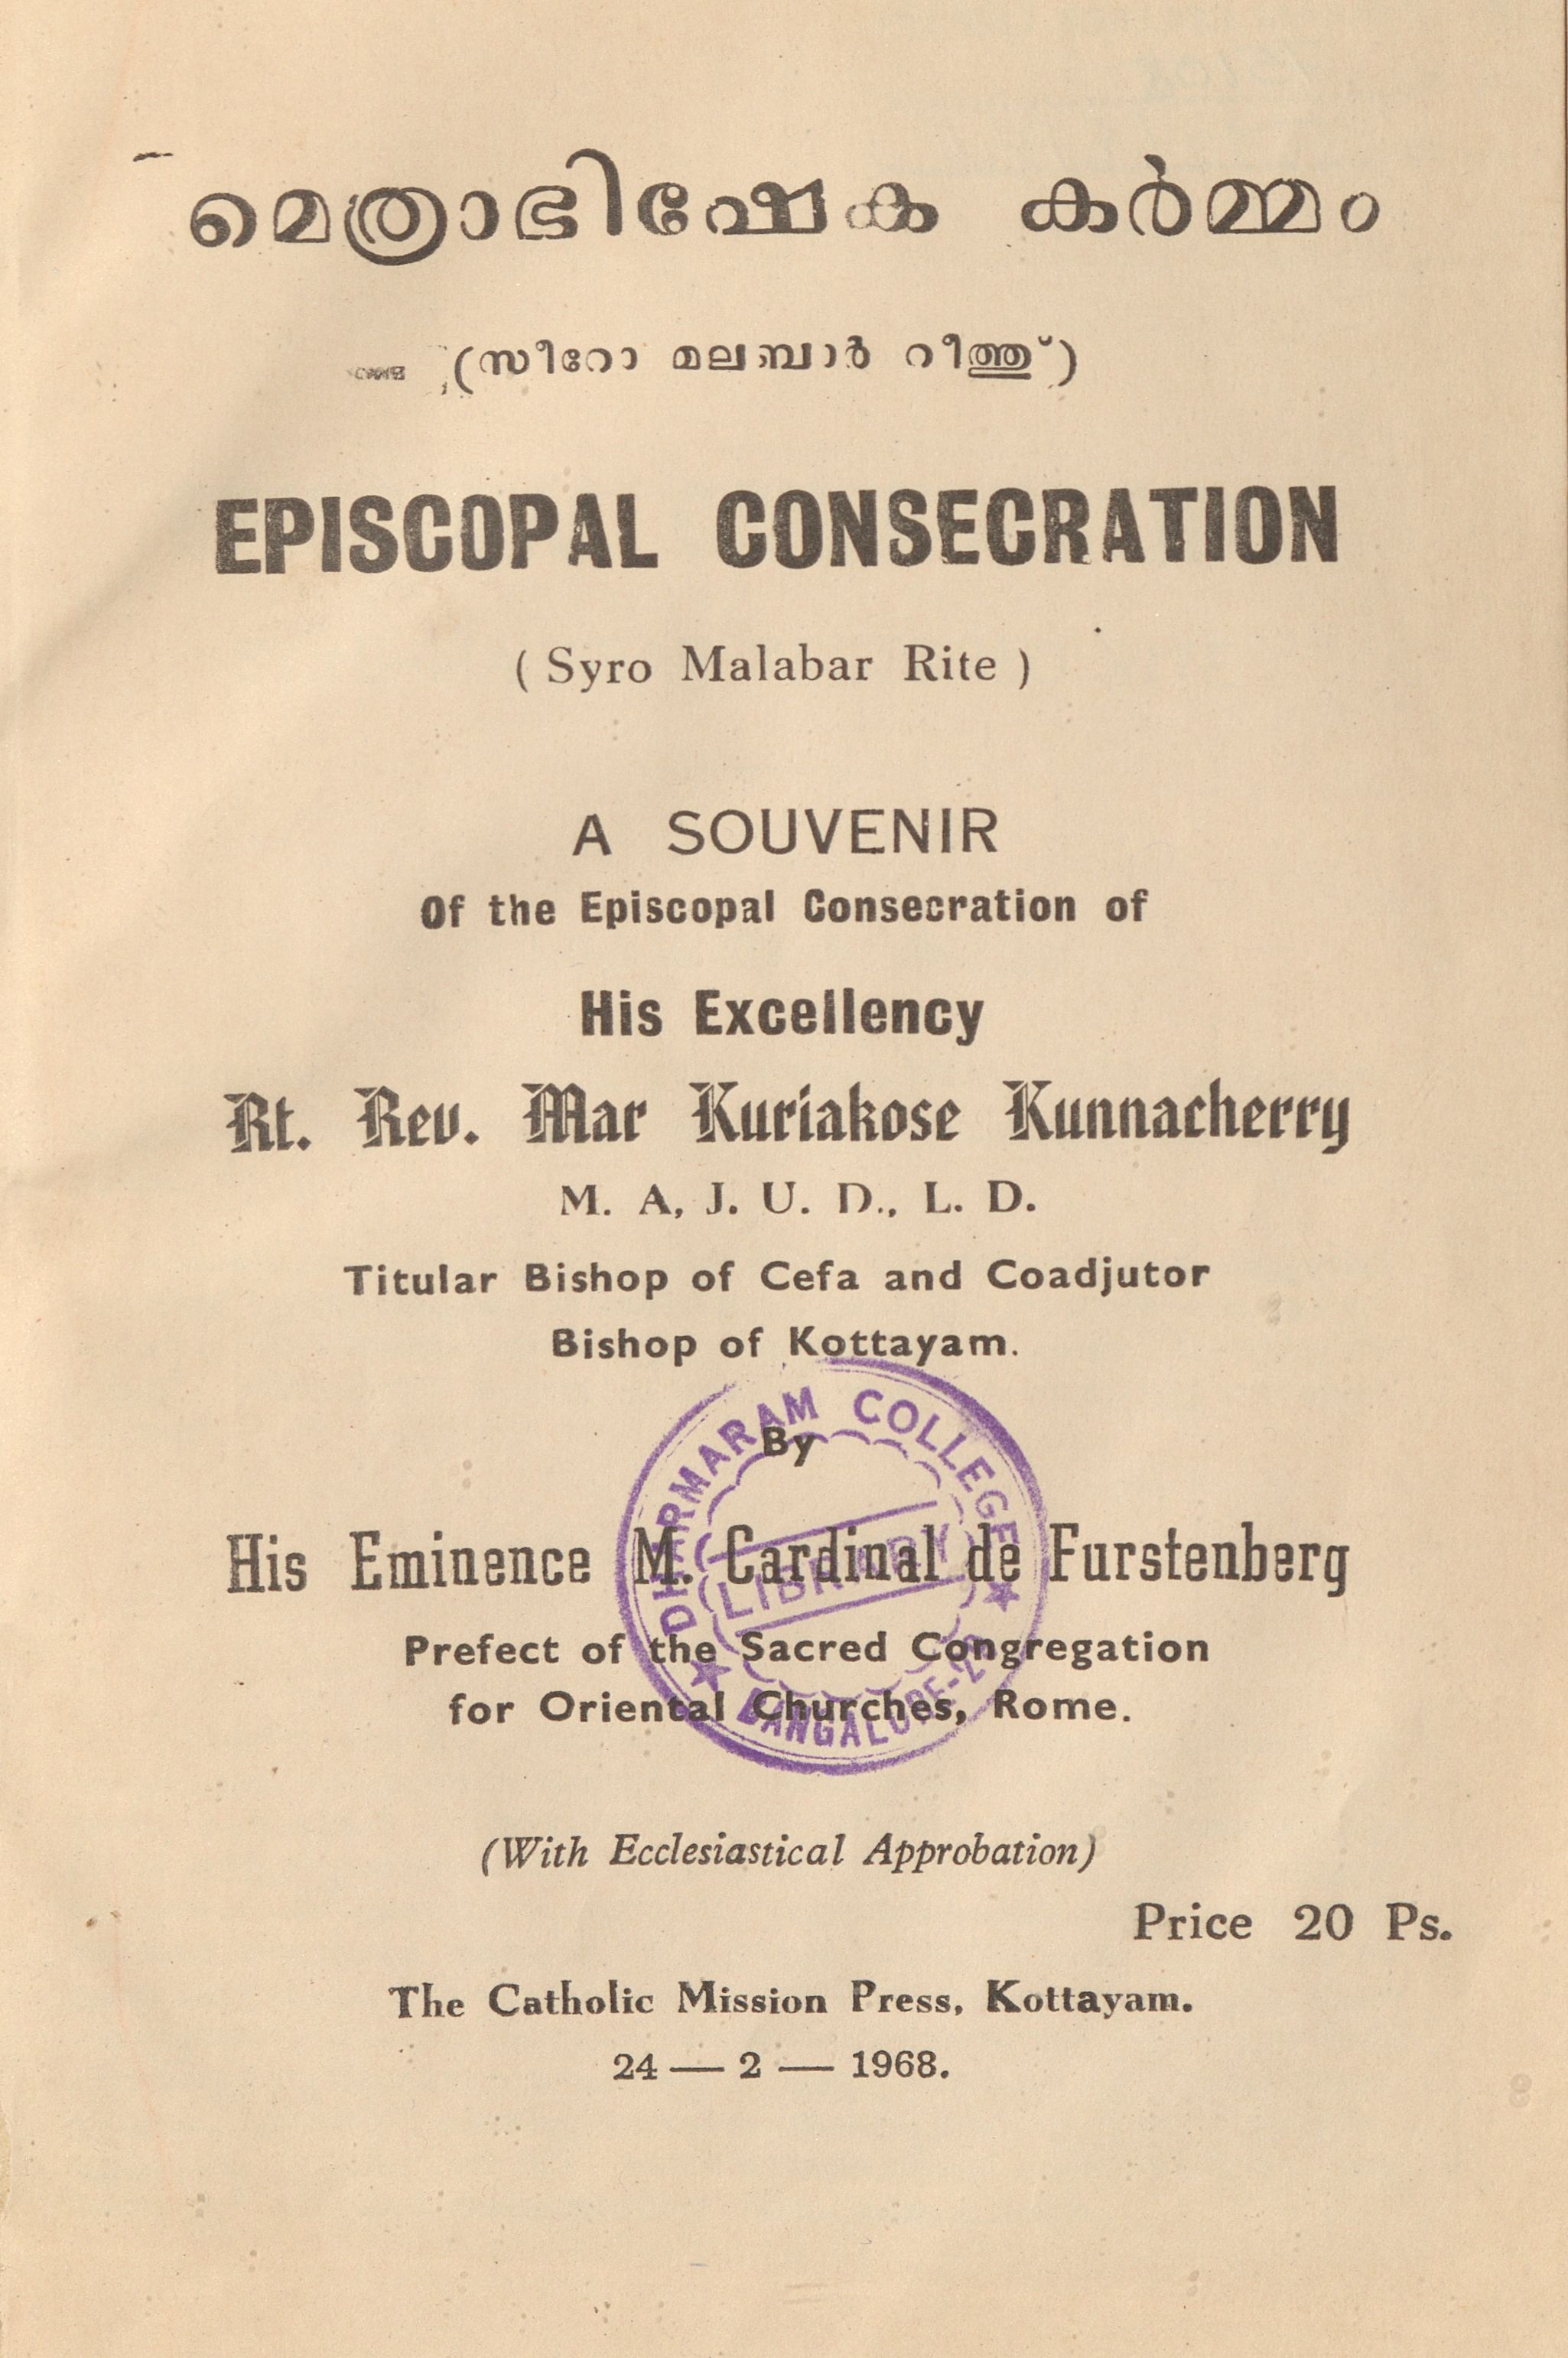 മെത്രാഭിഷേക കർമ്മം
(സീറോ മലബാർ റീത്തു്)
EPISCOPAL CONSECRATION
( Syro Malabar Rite )
A SOUVENIR
Of the Episcopal Consecration of
His Excellency
Rt. Rev. Mar Kuriakose Kunnacherry
M. A, J. U. D., L. D.
Titular Bishop of Cefa and Coadjutor
Bishop of Kottayam.
By
His Eminence M. Cardinal de Furstenberg
Prefect of the Sacred Congregation
for Oriental Churches, Rome.
DHARMARAM COLLEGE
LIBRARY
BANGALORE-29
(With Ecclesiastical Approbation)
Price 20 Ps.
The Catholic Mission Press, Kottayam.
24 — 2 — 1968.